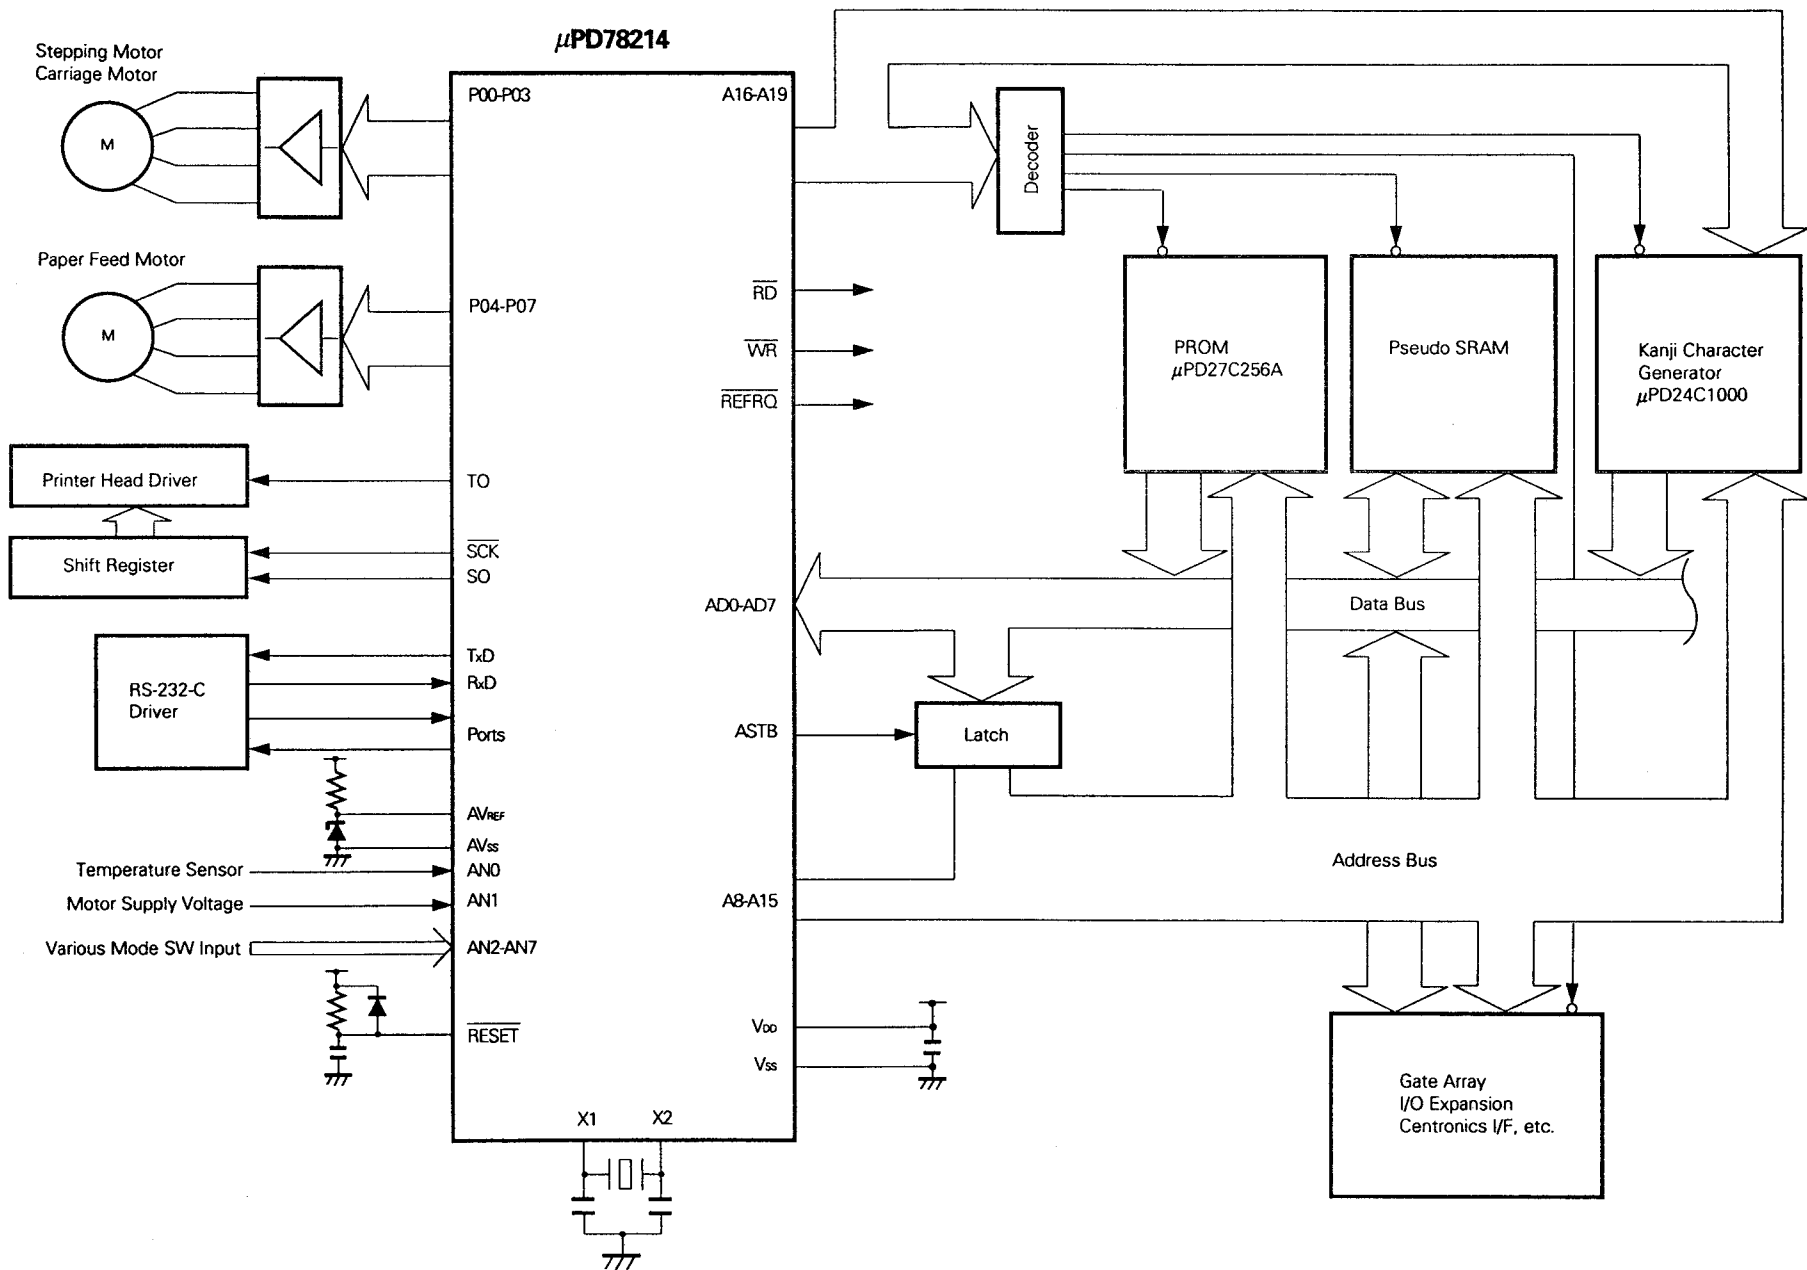 μPD78214
Stepping Motor
Carriage Motor
M
Paper Feed Motor
M
Printer Head Driver
Shift Register
RS-232-C
Driver
Temperature Sensor
Motor Supply Voltage
Various Mode SW Input
P00-P03
P04-P07
TO
SCK
SO
TxD
RxD
Ports
AVREF
AVss
AN0
AN1
AN2-AN7
RESET
X1
X2
A16-A19
RD
WR
REFRQ
AD0-AD7
ASTB
A8-A15
VDD
VSS
Decoder
PROM
μPD27C256A
Pseudo SRAM
Kanji Character
Generator
μPD24C1000
Data Bus
Latch
Address Bus
Gate Array
I/O Expansion
Centronics I/F, etc.